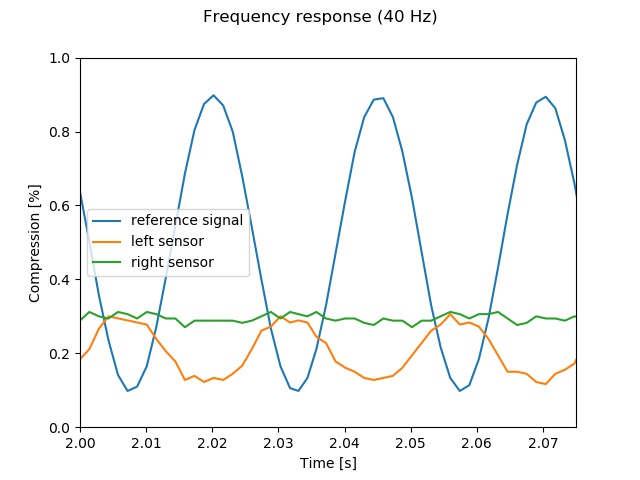 Frequency response (40 Hz)
1.0
0.8
0.6
0.4
0.2
0.0
Compression [%]
reference signal
left sensor
right sensor
2.00 2.01 2.02 2.03 2.04 2.05 2.06 2.07
Time [s]